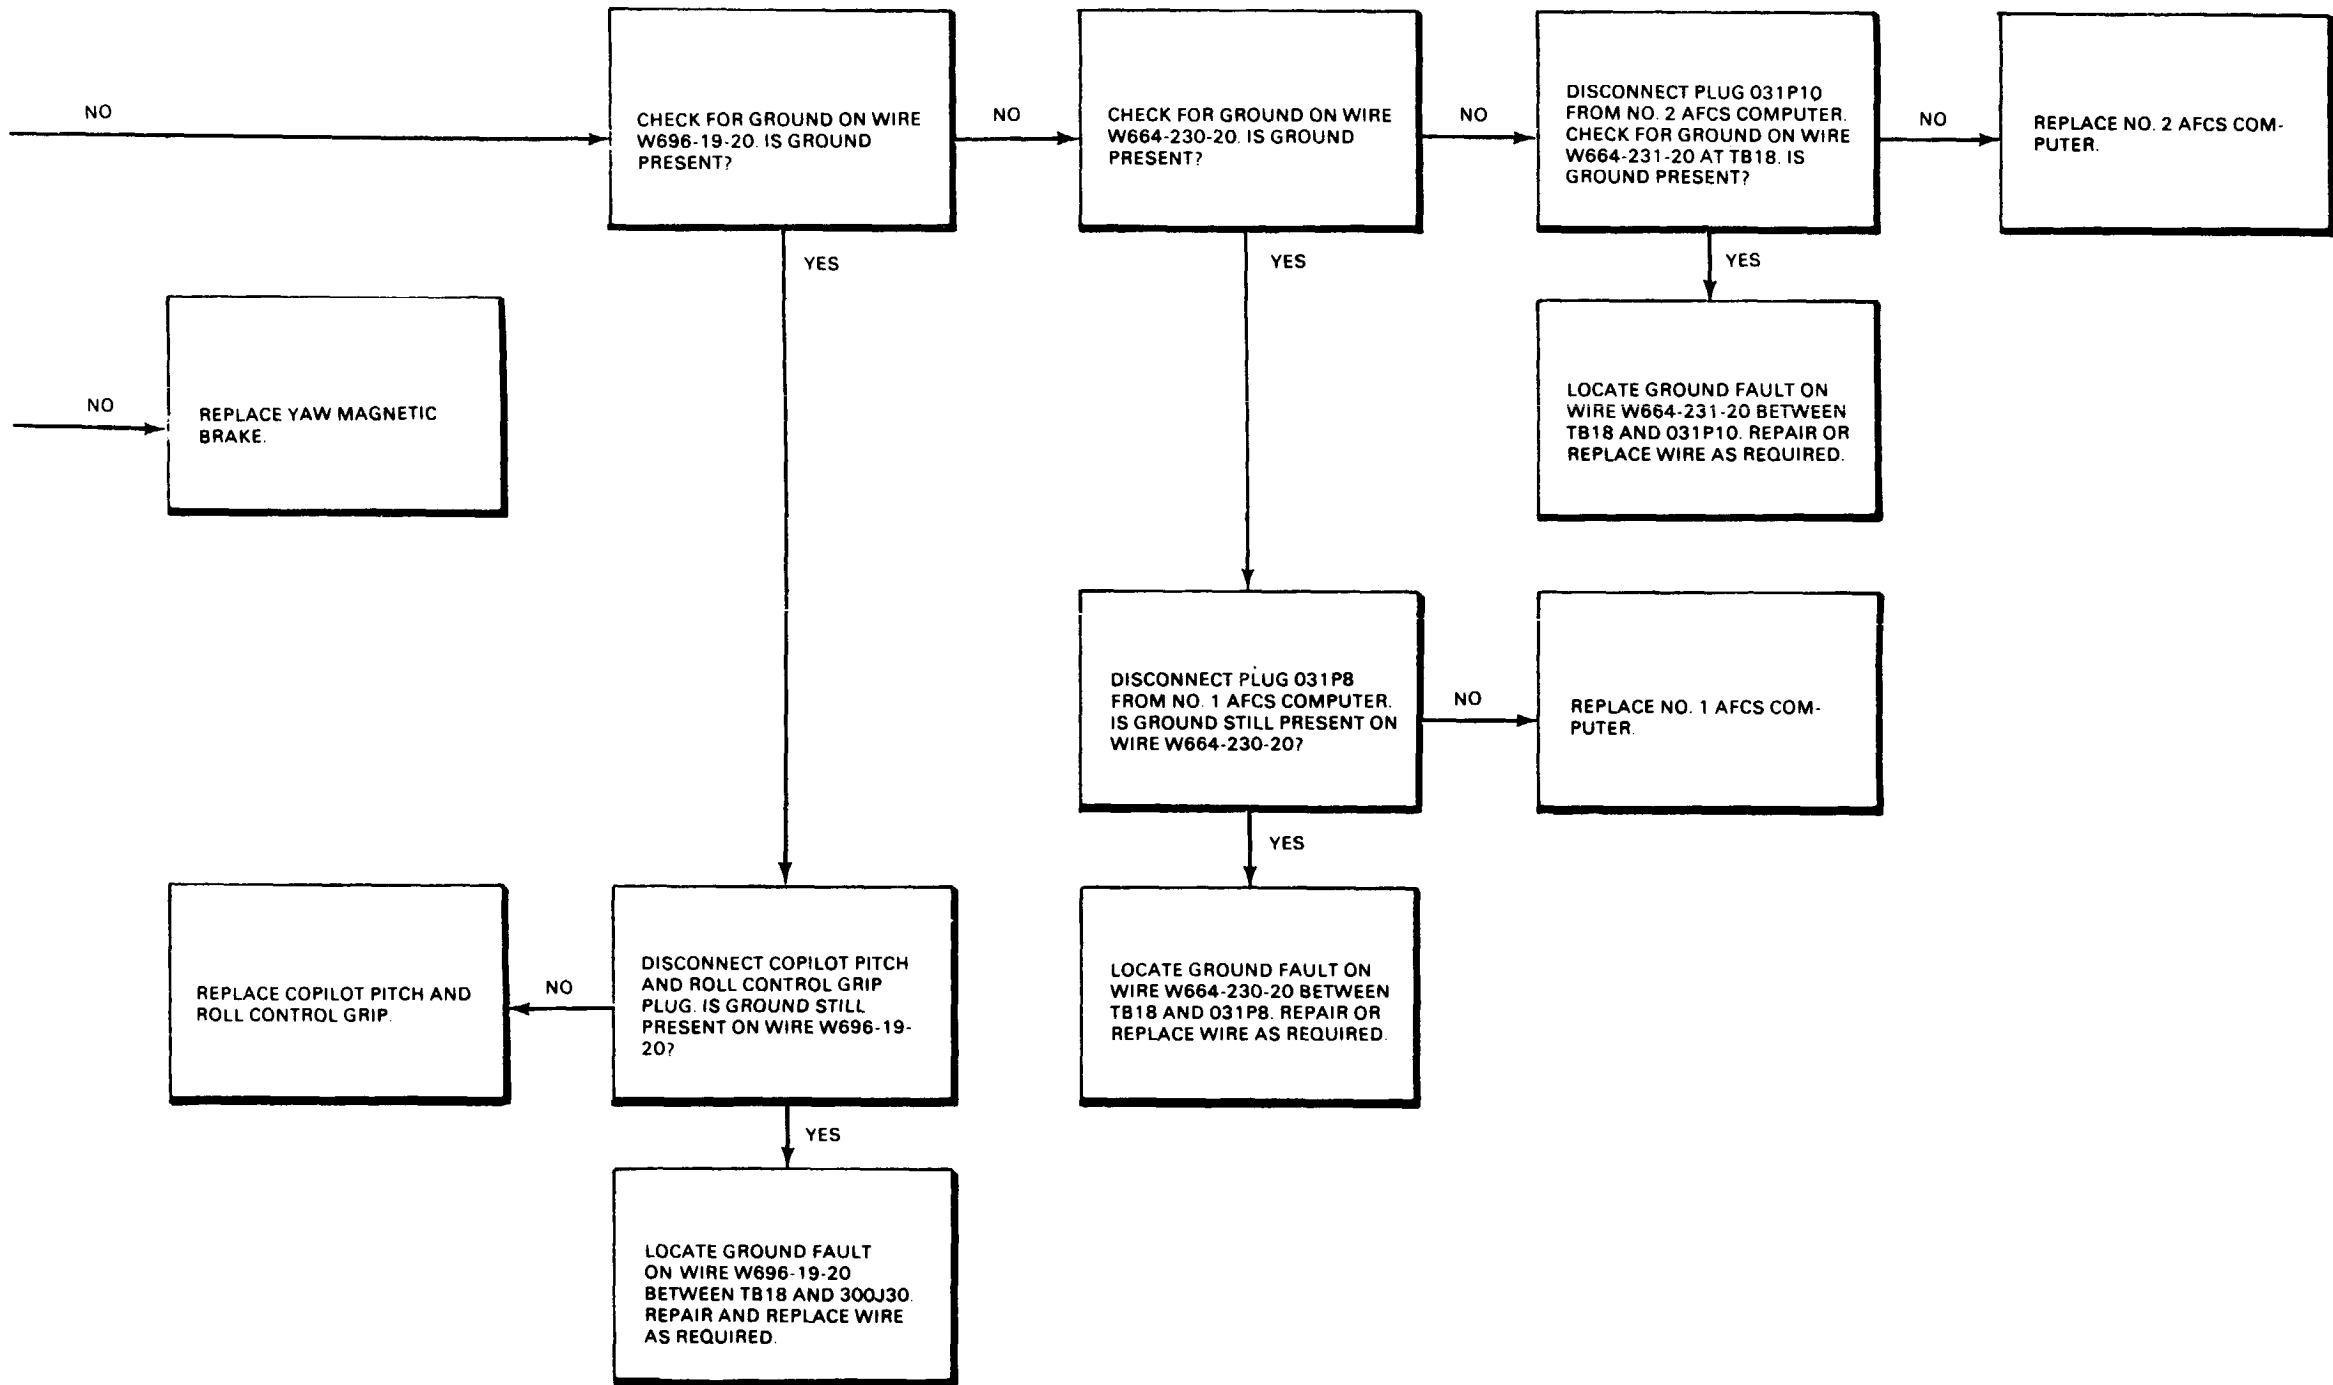 NO
CHECK FOR GROUND ON WIRE
W696-19-20. IS GROUND
PRESENT?
NO
CHECK FOR GROUND ON WIRE
W664-230-20. IS GROUND
PRESENT?
NO
DISCONNECT PLUG 031P10
FROM NO. 2 AFCS COMPUTER.
CHECK FOR GROUND ON WIRE
W664-231-20 AT TB18. IS
GROUND PRESENT?
NO
REPLACE NO. 2 AFCS COM-
PUTER.
YES
YES
YES
NO
REPLACE YAW MAGNETIC
BRAKE.
LOCATE GROUND FAULT ON
WIRE W664-231-20 BETWEEN
TB18 AND 031P10. REPAIR OR
REPLACE WIRE AS REQUIRED.
DISCONNECT PLUG 031P8
FROM NO. 1 AFCS COMPUTER.
IS GROUND STILL PRESENT ON
WIRE W664-230-20?
NO
REPLACE NO. 1 AFCS COM-
PUTER.
YES
REPLACE COPILOT PITCH AND
ROLL CONTROL GRIP.
NO
DISCONNECT COPILOT PITCH
AND ROLL CONTROL GRIP
PLUG. IS GROUND STILL
PRESENT ON WIRE W696-19-
20?
LOCATE GROUND FAULT ON
WIRE W664-230-20 BETWEEN
TB18 AND 031P8. REPAIR OR
REPLACE WIRE AS REQUIRED.
YES
LOCATE GROUND FAULT
ON WIRE W696-19-20
BETWEEN TB18 AND 300J30.
REPAIR AND REPLACE WIRE
AS REQUIRED.